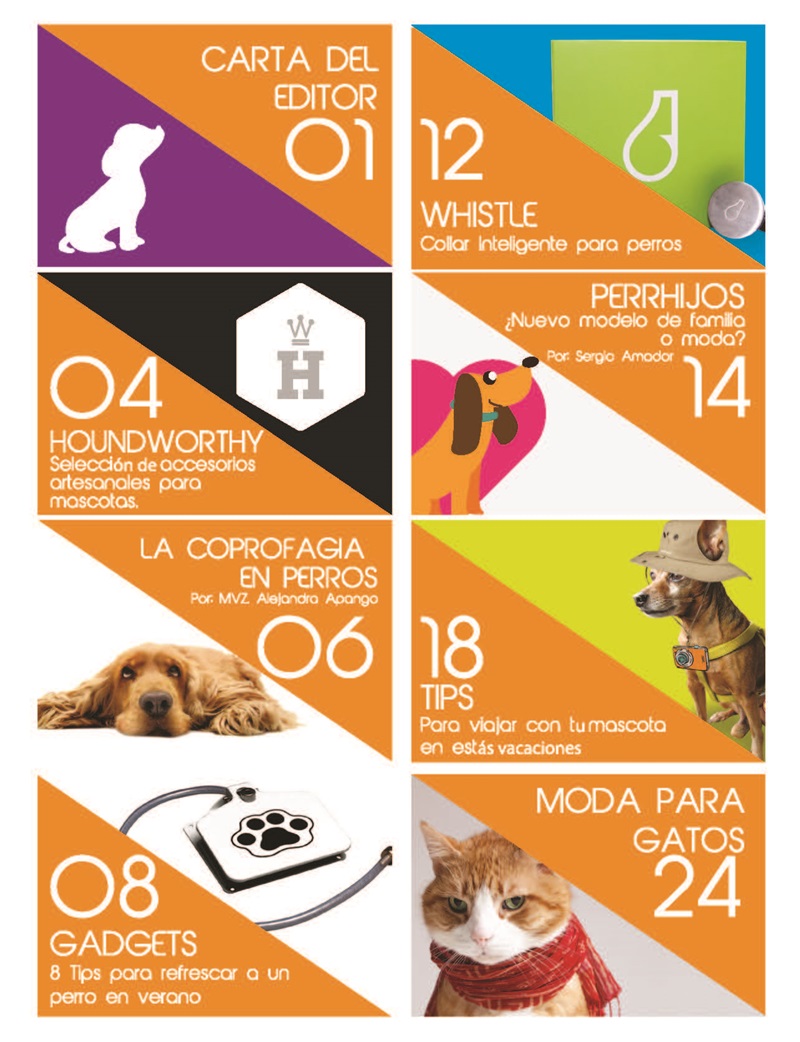 CARTA DEL
EDITOR
01
H
04
HOUNDWORTHY
Selección de accesorios
artesanales para
mascotas.
LA COPROFAGIA
EN PERROS
Por: MVZ. Alejandra Apango
06
08
GADGETS
8 Tips para refrescar a un
perro en verano
12
WHISTLE
Collar Inteligente para perros
PERRHIJOS
¿Nuevo modelo de familia
o moda?
Por: Sergio Amador
14
18
TIPS
Para viajar con tu mascota
en estás vacaciones
MODA PARA
GATOS
24